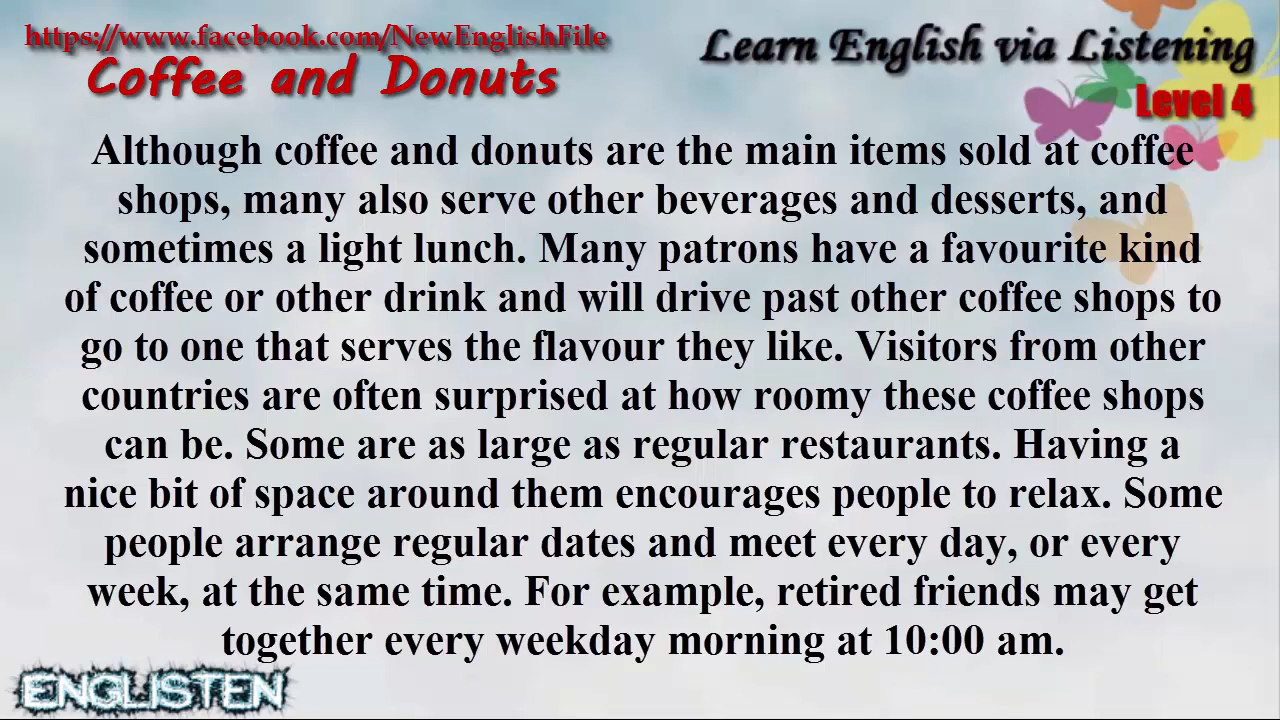 https://www.facebook.com/NewEnglishFile
Learn English via Listening
Coffee and Donuts
Level 4
Although coffee and donuts are the main items sold at coffee
shops, many also serve other beverages and desserts, and
sometimes a light lunch. Many patrons have a favourite kind
of coffee or other drink and will drive past other coffee shops to
go to one that serves the flavour they like. Visitors from other
countries are often surprised at how roomy these coffee shops
can be. Some are as large as regular restaurants. Having a
nice bit of space around them encourages people to relax. Some
people arrange regular dates and meet every day, or every
week, at the same time. For example, retired friends may get
together every weekday morning at 10:00 am.
ENGLISTEN